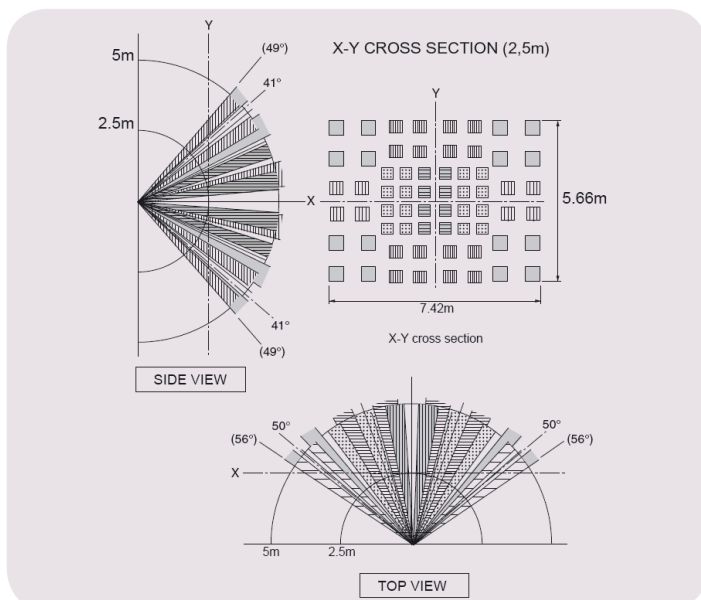 X-Y CROSS SECTION (2,5m)
Y
5m
(49°)
41°
2.5m
X
41°
(49°)
SIDE VIEW
Y
5.66m
7.42m
X-Y cross section
50°
(56°)
50°
(56°)
X
5m
2.5m
TOP VIEW